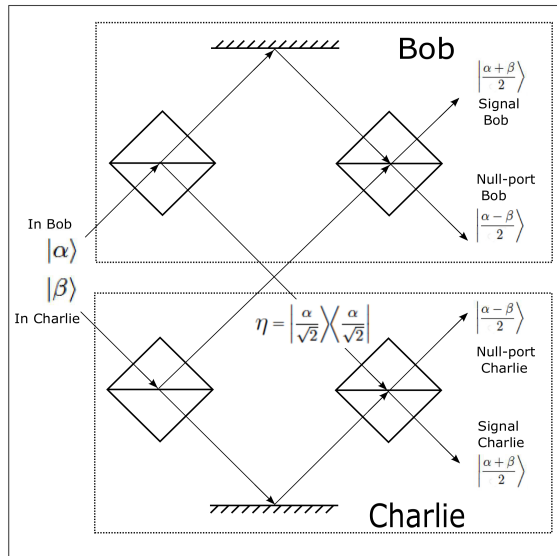 Bob
|α+β/2⟩
Signal
Bob
Null-port
Bob
|α−β/2⟩
In Bob
|α⟩
|β⟩
In Charlie
η = |α/√2⟩⟨α/√2|
|α−β/2⟩
Null-port
Charlie
Signal
Charlie
|α+β/2⟩
Charlie